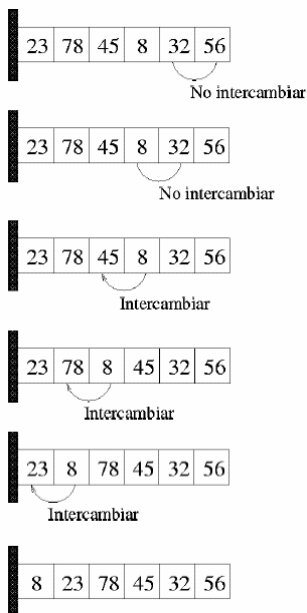 23 78 45 8 32 56
No intercambiar
23 78 45 8 32 56
No intercambiar
23 78 45 8 32 56
Intercambiar
23 78 8 45 32 56
Intercambiar
23 8 78 45 32 56
Intercambiar
8 23 78 45 32 56